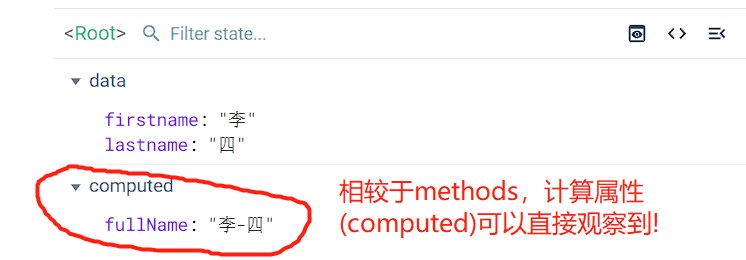 <Root> Filter state...
data
firstname: "李"
lastname: "四"
computed
fullName: "李-四"
相较于methods，计算属性
(computed)可以直接观察到!